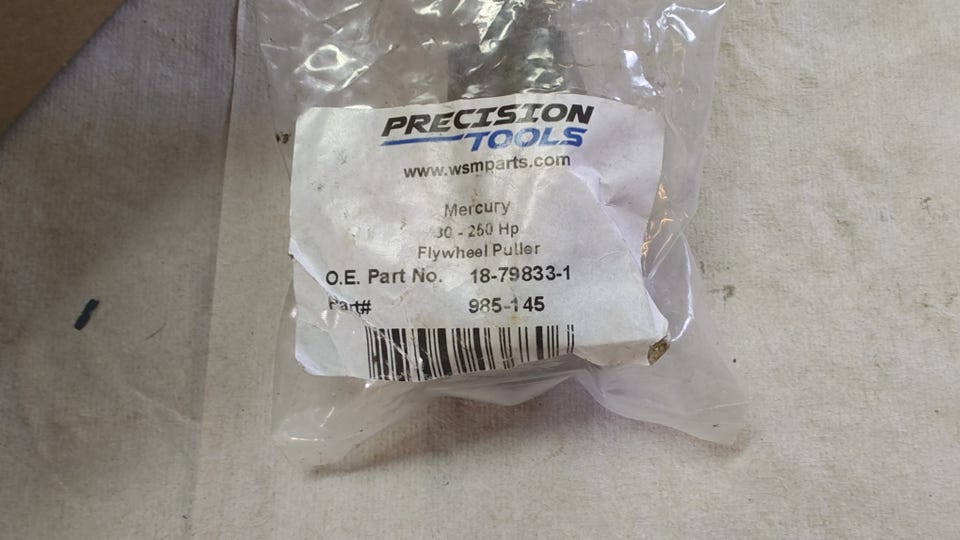 PRECISION
TOOLS
www.wsmparts.com
Mercury
30 - 250 Hp
Flywheel Puller
O.E. Part No. 18-79833-1
Part# 985-145